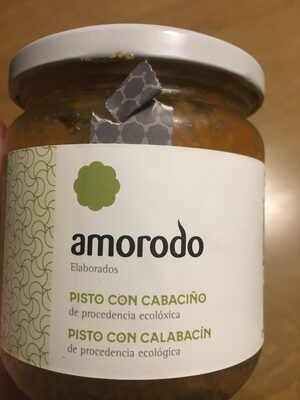 amorodo
Elaborados
PISTO CON CABACIÑO
de procedencia ecolóxica
PISTO CON CALABACÍN
de procedencia ecológica